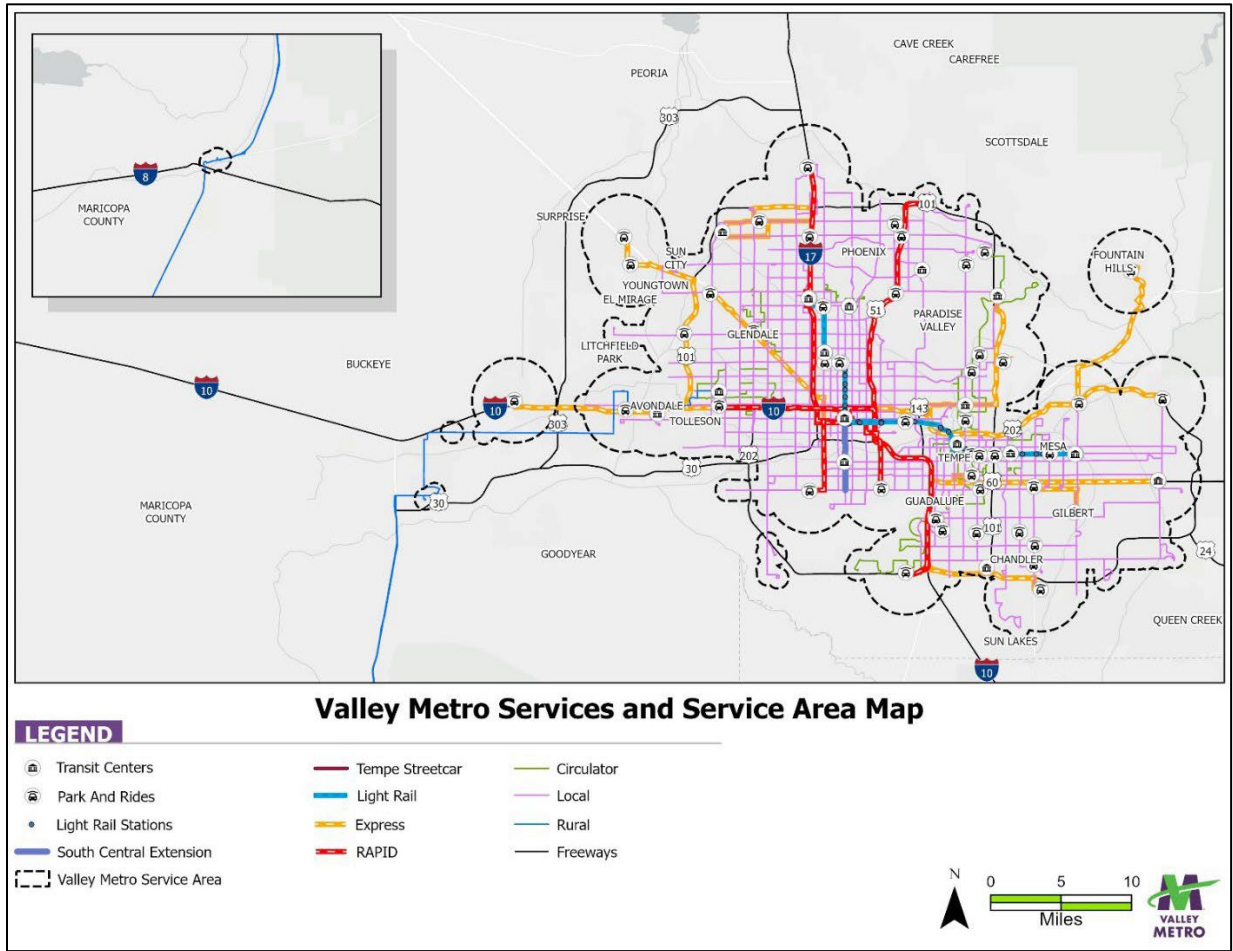 CAVE CREEK
CAREFREE
PEORIA
303
SCOTTSDALE
8
MARICOPA
COUNTY
SURPRISE
101
SUN
CITY
17
PHOENIX
FOUNTAIN
HILLS
YOUNGTOWN
EL MIRAGE
51
PARADISE
VALLEY
GLENDALE
LITCHFIELD
PARK
101
BUCKEYE
10
10
AVONDALE
10
143
303
TOLLESON
202
MESA
202
TEMPE
30
60
30
GUADALUPE
GILBERT
MARICOPA
COUNTY
101
GOODYEAR
24
CHANDLER
QUEEN CREEK
SUN LAKES
10
Valley Metro Services and Service Area Map
LEGEND
Transit Centers
Park And Rides
Light Rail Stations
South Central Extension
Valley Metro Service Area
Tempe Streetcar
Light Rail
Express
RAPID
Circulator
Local
Rural
Freeways
N
0 5 10
Miles
VALLEY
METRO